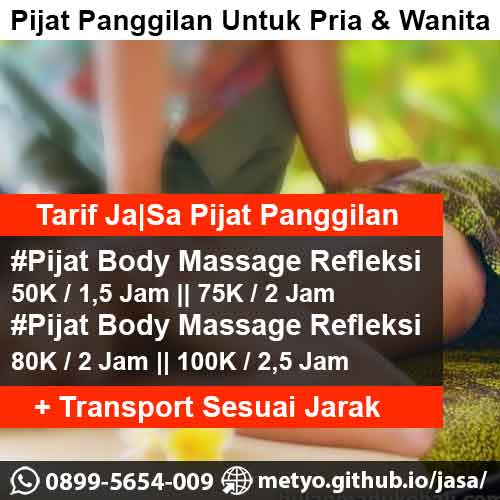 Pijat Panggilan Untuk Pria & Wanita
Tarif Ja|Sa Pijat Panggilan
#Pijat Body Massage Refleksi
50K / 1,5 Jam || 75K / 2 Jam
#Pijat Body Massage Refleksi
80K / 2 Jam || 100K / 2,5 Jam
+ Transport Sesuai Jarak
0899-5654-009 metyo.github.io/jasa/